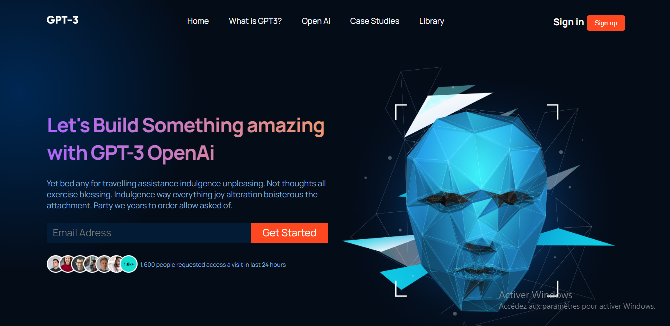 GPT-3
Home What is GPT3? Open Ai Case Studies Library
Sign in Sign up
Let's Build Something amazing
with GPT-3 OpenAi
Yet bed any for travelling assistance indulgence unpleasing. Not thoughts all
exercise blessing. Indulgence way everything joy alteration boisterous the
attachment. Party we years to order allow asked of.
Email Adress Get Started
1,600 people requested access a visit in last 24 hours
Activer Windows
Accédez aux paramètres pour activer Windows.